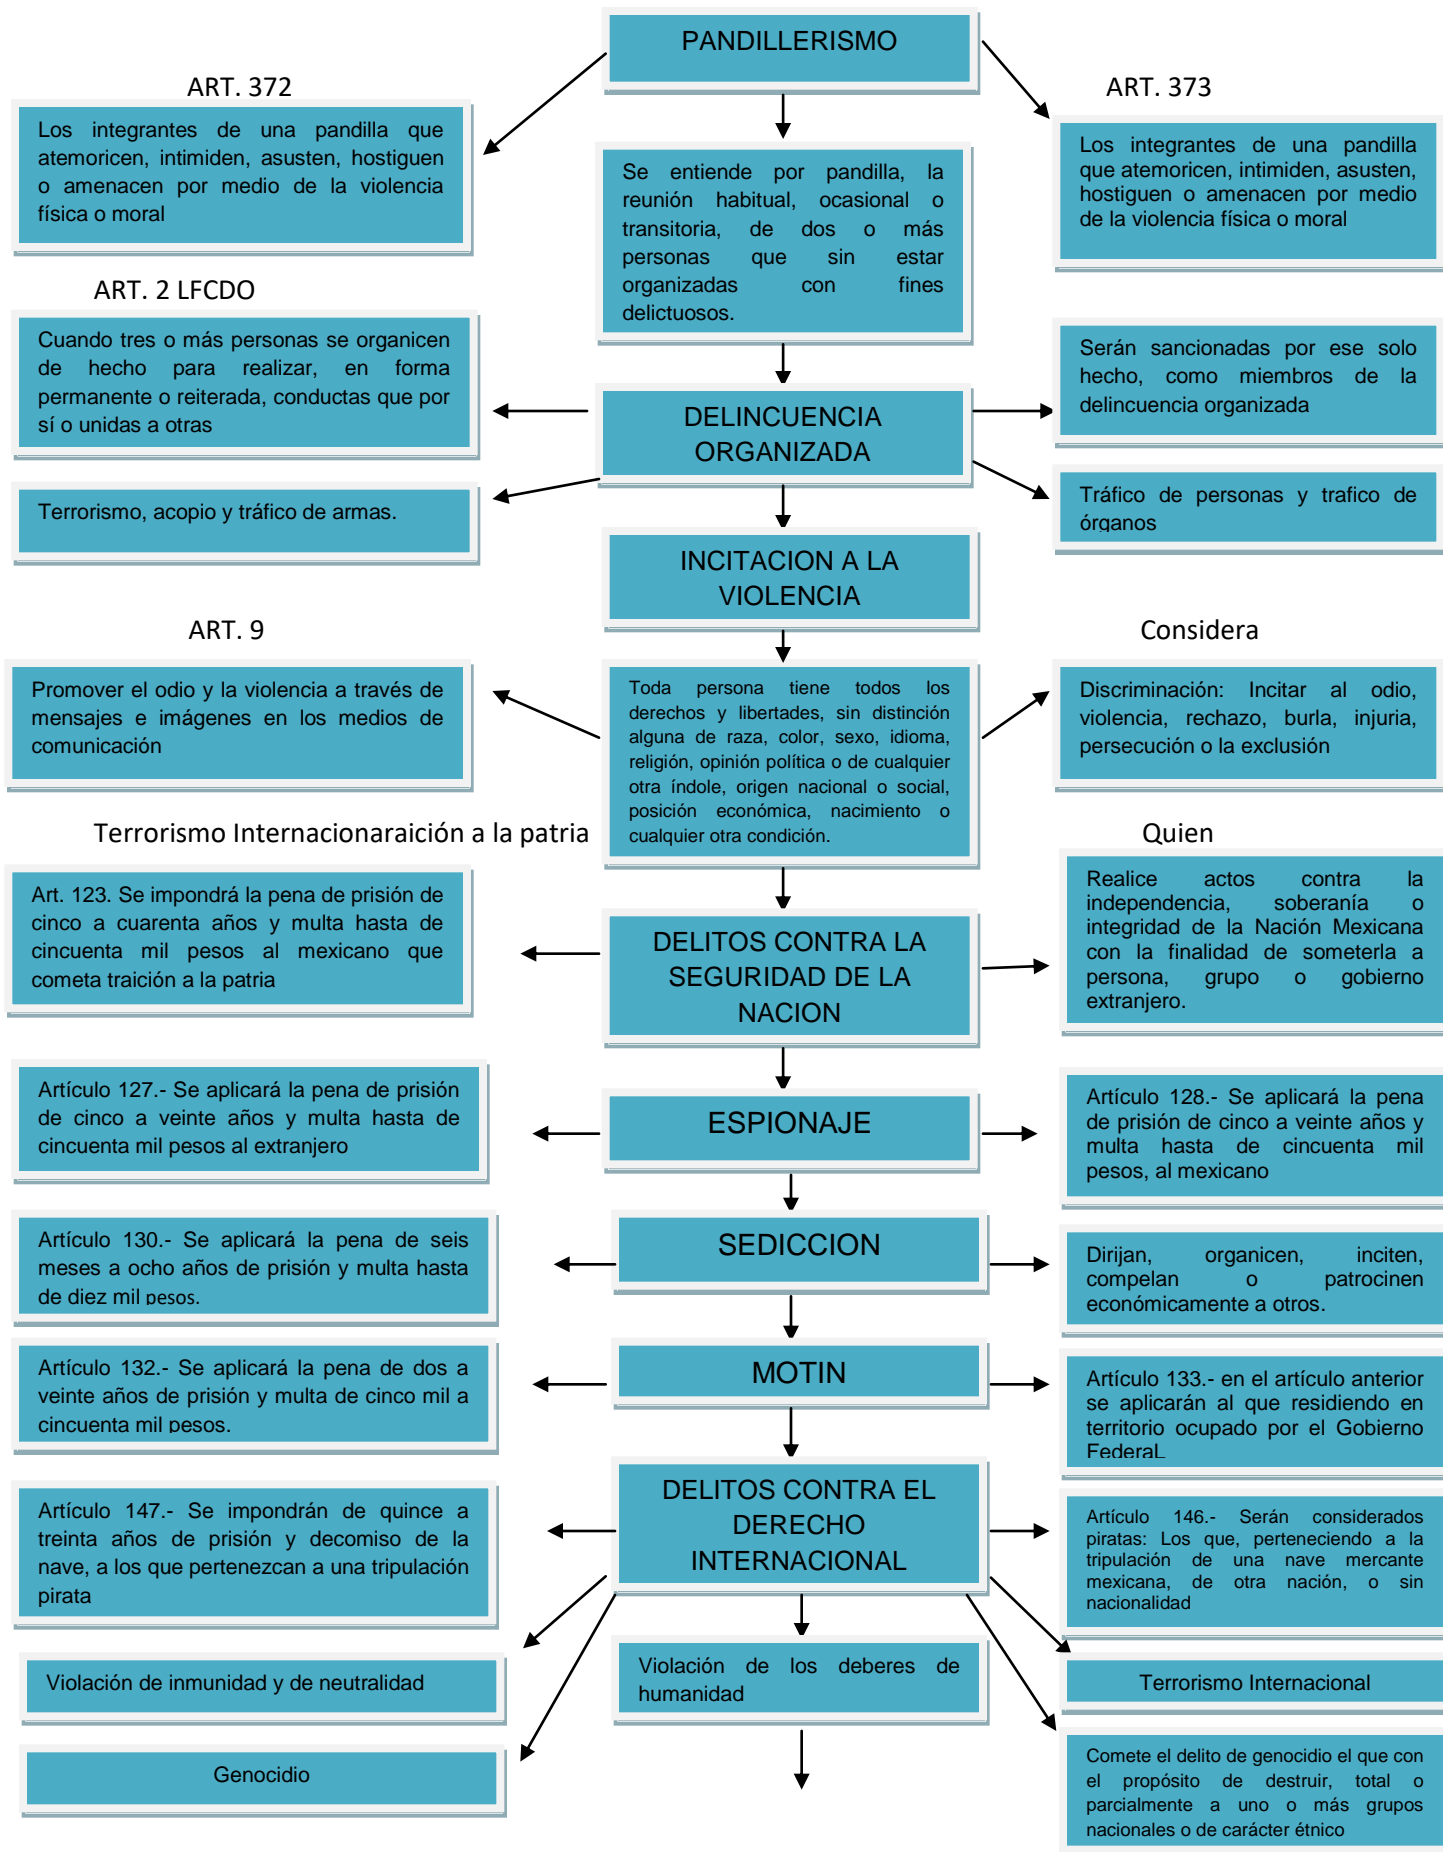 PANDILLERISMO
ART. 372
ART. 373
Los integrantes de una pandilla que
atemoricen, intimiden, asusten, hostiguen
o amenacen por medio de la violencia
física o moral
Se entiende por pandilla, la
reunión habitual, ocasional o
transitoria, de dos o más
personas que sin estar
organizadas con fines
delictuosos.
Los integrantes de una pandilla
que atemoricen, intimiden, asusten,
hostiguen o amenacen por medio
de la violencia física o moral
ART. 2 LFCDO
Cuando tres o más personas se organicen
de hecho para realizar, en forma
permanente o reiterada, conductas que por
sí o unidas a otras
DELINCUENCIA
ORGANIZADA
Serán sancionadas por ese solo
hecho, como miembros de la
delincuencia organizada
Terrorismo, acopio y tráfico de armas.
Tráfico de personas y trafico de
órganos
INCITACION A LA
VIOLENCIA
ART. 9
Considera
Promover el odio y la violencia a través de
mensajes e imágenes en los medios de
comunicación
Toda persona tiene todos los
derechos y libertades, sin distinción
alguna de raza, color, sexo, idioma,
religión, opinión política o de cualquier
otra índole, origen nacional o social,
posición económica, nacimiento o
cualquier otra condición.
Discriminación: Incitar al odio,
violencia, rechazo, burla, injuria,
persecución o la exclusión
Terrorismo Internacionaraición a la patria
Quien
Art. 123. Se impondrá la pena de prisión de
cinco a cuarenta años y multa hasta de
cincuenta mil pesos al mexicano que
cometa traición a la patria
DELITOS CONTRA LA
SEGURIDAD DE LA
NACION
Realice actos contra la
independencia, soberanía o
integridad de la Nación Mexicana
con la finalidad de someterla a
persona, grupo o gobierno
extranjero.
Artículo 127.- Se aplicará la pena de prisión
de cinco a veinte años y multa hasta de
cincuenta mil pesos al extranjero
ESPIONAJE
Artículo 128.- Se aplicará la pena
de prisión de cinco a veinte años y
multa hasta de cincuenta mil
pesos, al mexicano
Artículo 130.- Se aplicará la pena de seis
meses a ocho años de prisión y multa hasta
de diez mil pesos.
SEDICCION
Dirijan, organicen, inciten,
compelan o patrocinen
económicamente a otros.
Artículo 132.- Se aplicará la pena de dos a
veinte años de prisión y multa de cinco mil a
cincuenta mil pesos.
MOTIN
Artículo 133.- en el artículo anterior
se aplicarán al que residiendo en
territorio ocupado por el Gobierno
FederaL
Artículo 147.- Se impondrán de quince a
treinta años de prisión y decomiso de la
nave, a los que pertenezcan a una tripulación
pirata
DELITOS CONTRA EL
DERECHO
INTERNACIONAL
Artículo 146.- Serán considerados
piratas: Los que, perteneciendo a la
tripulación de una nave mercante
mexicana, de otra nación, o sin
nacionalidad
Violación de inmunidad y de neutralidad
Violación de los deberes de
humanidad
Terrorismo Internacional
Genocidio
Comete el delito de genocidio el que con
el propósito de destruir, total o
parcialmente a uno o más grupos
nacionales o de carácter étnico